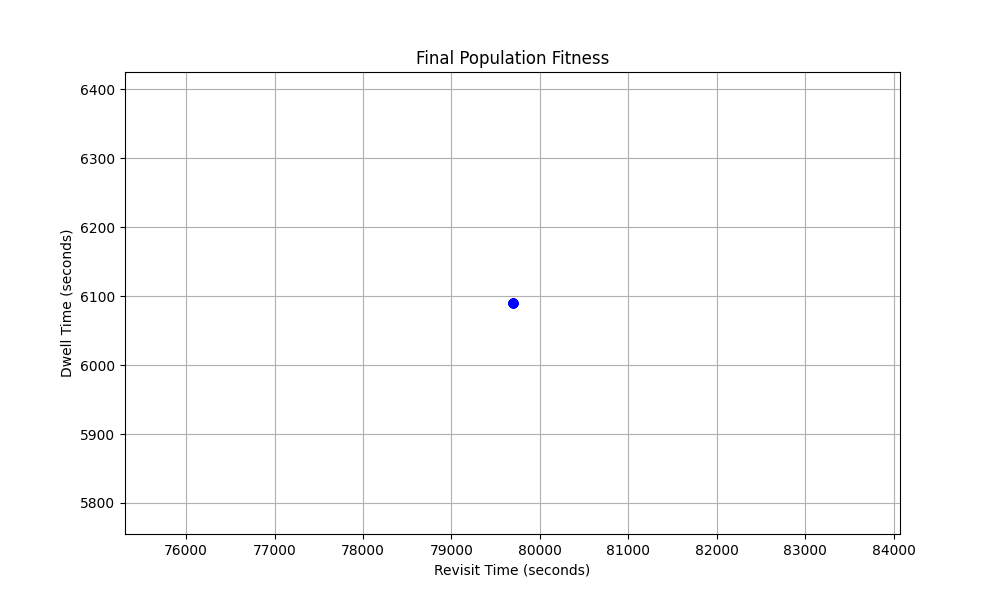 Final Population Fitness
Dwell Time (seconds)
6400
6300
6200
6100
6000
5900
5800
76000 77000 78000 79000 80000 81000 82000 83000 84000
Revisit Time (seconds)